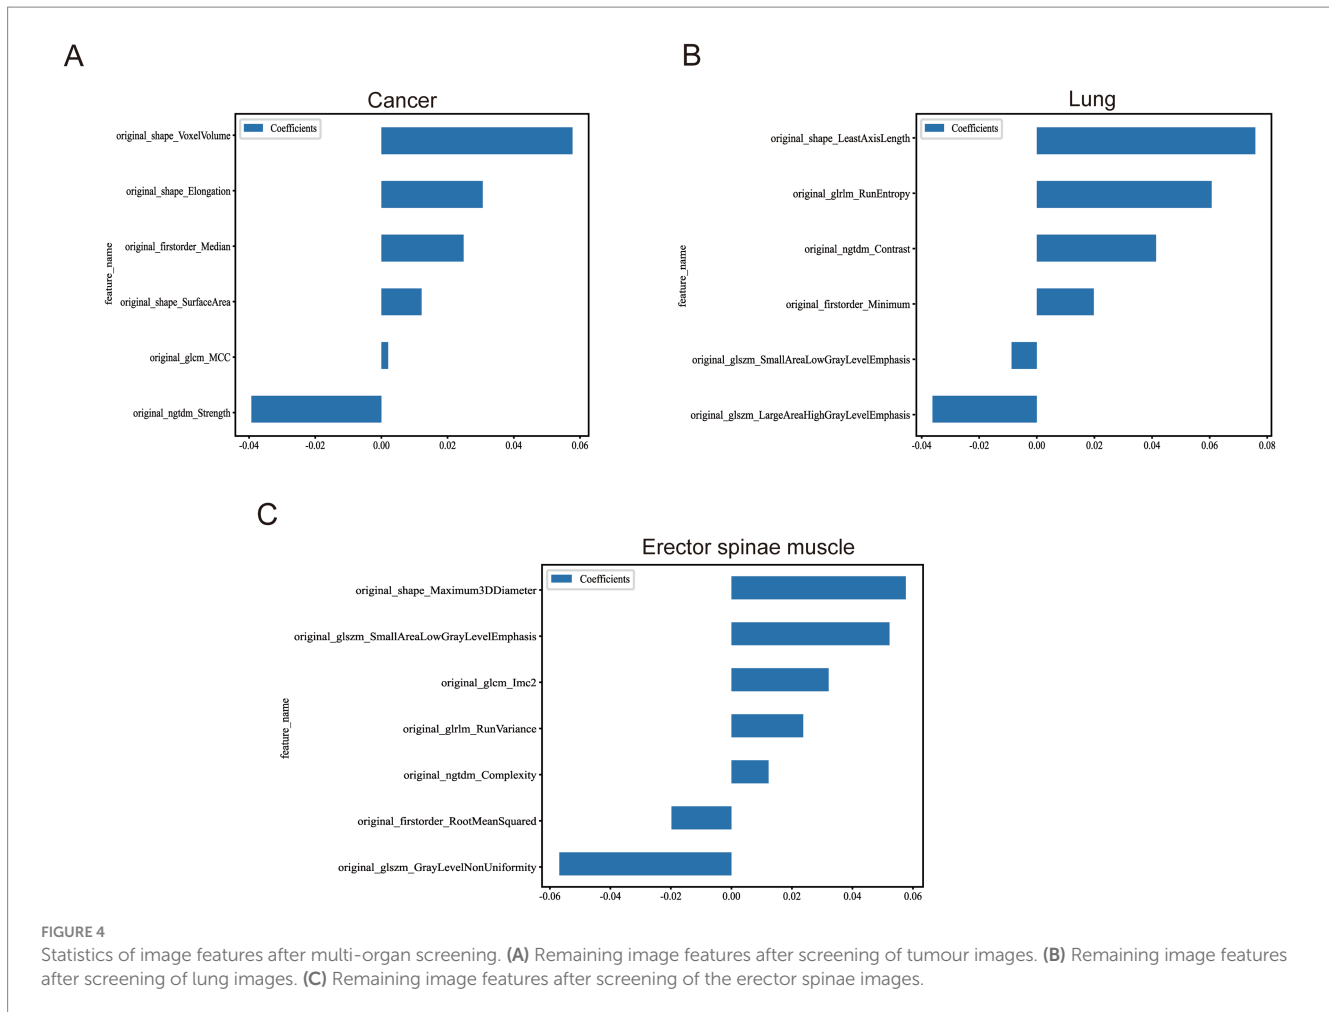 A
Cancer
Coefficients
original_shape_VoxelVolume
original_shape_Elongation
original_firstorder_Median
original_shape_SurfaceArea
original_glcm_MCC
original_ngtdm_Strength
feature_name
-0.04 -0.02 0.00 0.02 0.04 0.06
B
Lung
Coefficients
original_shape_LeastAxisLength
original_glrlm_RunEntropy
original_ngtdm_Contrast
original_firstorder_Minimum
original_glszm_SmallAreaLowGrayLevelEmphasis
original_glszm_LargeAreaHighGrayLevelEmphasis
feature_name
-0.04 -0.02 0.00 0.02 0.04 0.06 0.08
C
Erector spinae muscle
Coefficients
original_shape_Maximum3DDiameter
original_glszm_SmallAreaLowGrayLevelEmphasis
original_glcm_Imc2
original_glrlm_RunVariance
original_ngtdm_Complexity
original_firstorder_RootMeanSquared
original_glszm_GrayLevelNonUniformity
feature_name
-0.06 -0.04 -0.02 0.00 0.02 0.04 0.06
FIGURE 4
Statistics of image features after multi-organ screening. (A) Remaining image features after screening of tumour images. (B) Remaining image features
after screening of lung images. (C) Remaining image features after screening of the erector spinae images.